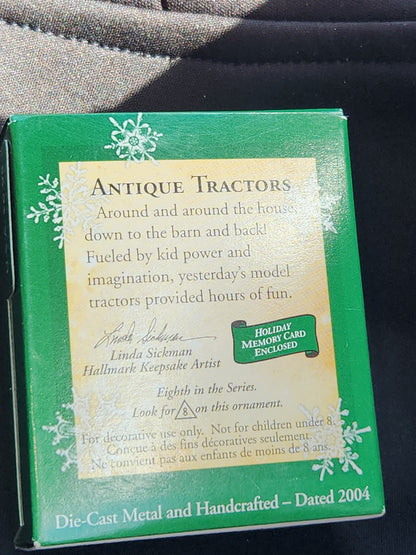 ANTIQUE TRACTORS
Around and around the house,
down to the barn and back!
Fueled by kid power and
imagination, yesterday's model
tractors provided hours of fun.
Linda Sickman
Linda Sickman
Hallmark Keepsake Artist
HOLIDAY
MEMORY CARD
ENCLOSED
Eighth in the Series.
Look for 8 on this ornament.
For decorative use only. Not for children under 8.
Conçue à des fins décoratives seulement.
Ne convient pas aux enfants de moins de 8 ans.
Die-Cast Metal and Handcrafted – Dated 2004